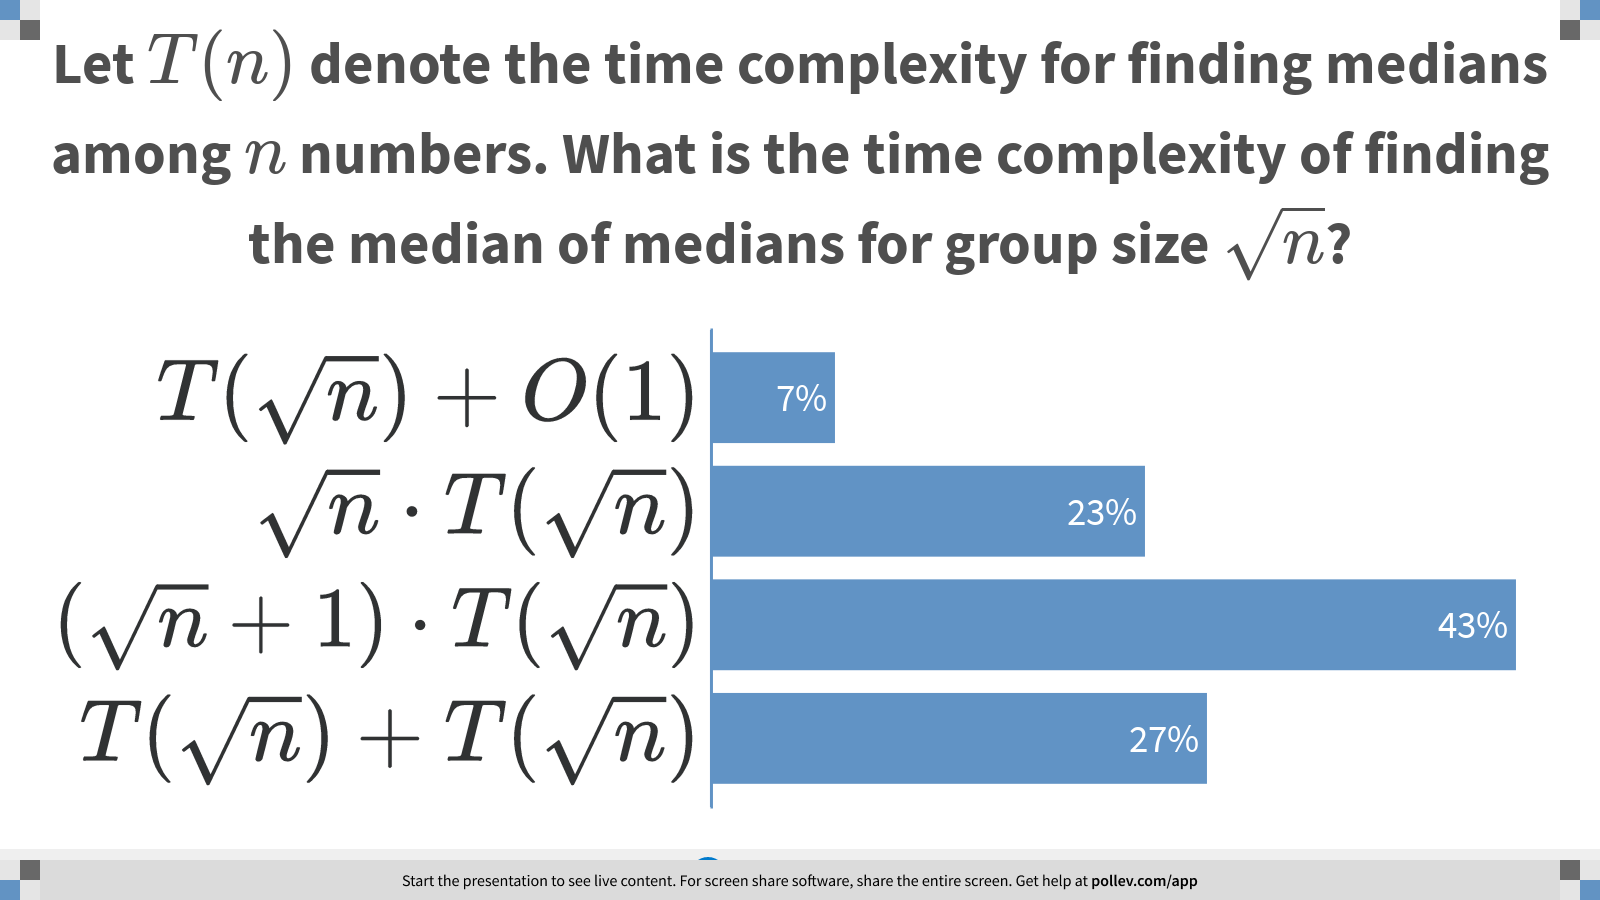 Let T(n) denote the time complexity for finding medians
among n numbers. What is the time complexity of finding
the median of medians for group size √n?
T(√n) + O(1) 7%
√n · T(√n) 23%
(√n + 1) · T(√n) 43%
T(√n) + T(√n) 27%
Start the presentation to see live content. For screen share software, share the entire screen. Get help at pollev.com/app